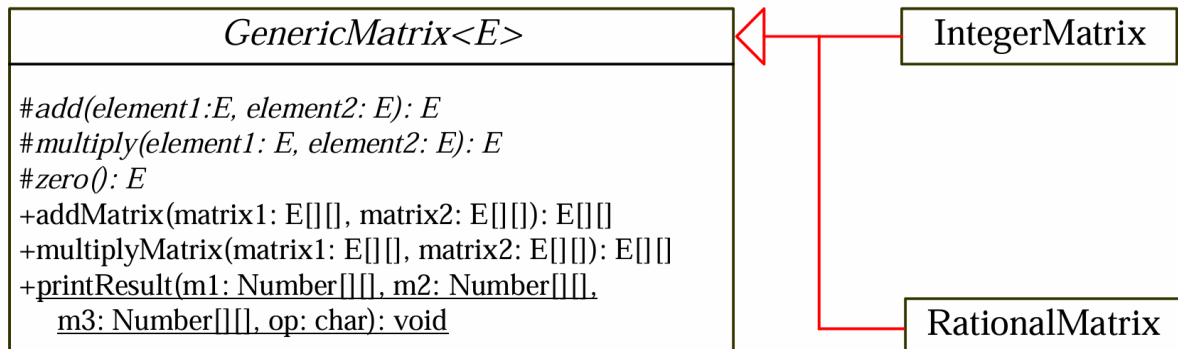 GenericMatrix<E>
#add(element1:E, element2: E): E
#multiply(element1: E, element2: E): E
#zero(): E
+addMatrix(matrix1: E[][], matrix2: E[][]): E[][]
+multiplyMatrix(matrix1: E[][], matrix2: E[][]): E[][]
+printResult(m1: Number[][], m2: Number[][],
m3: Number[][], op: char): void
IntegerMatrix
RationalMatrix